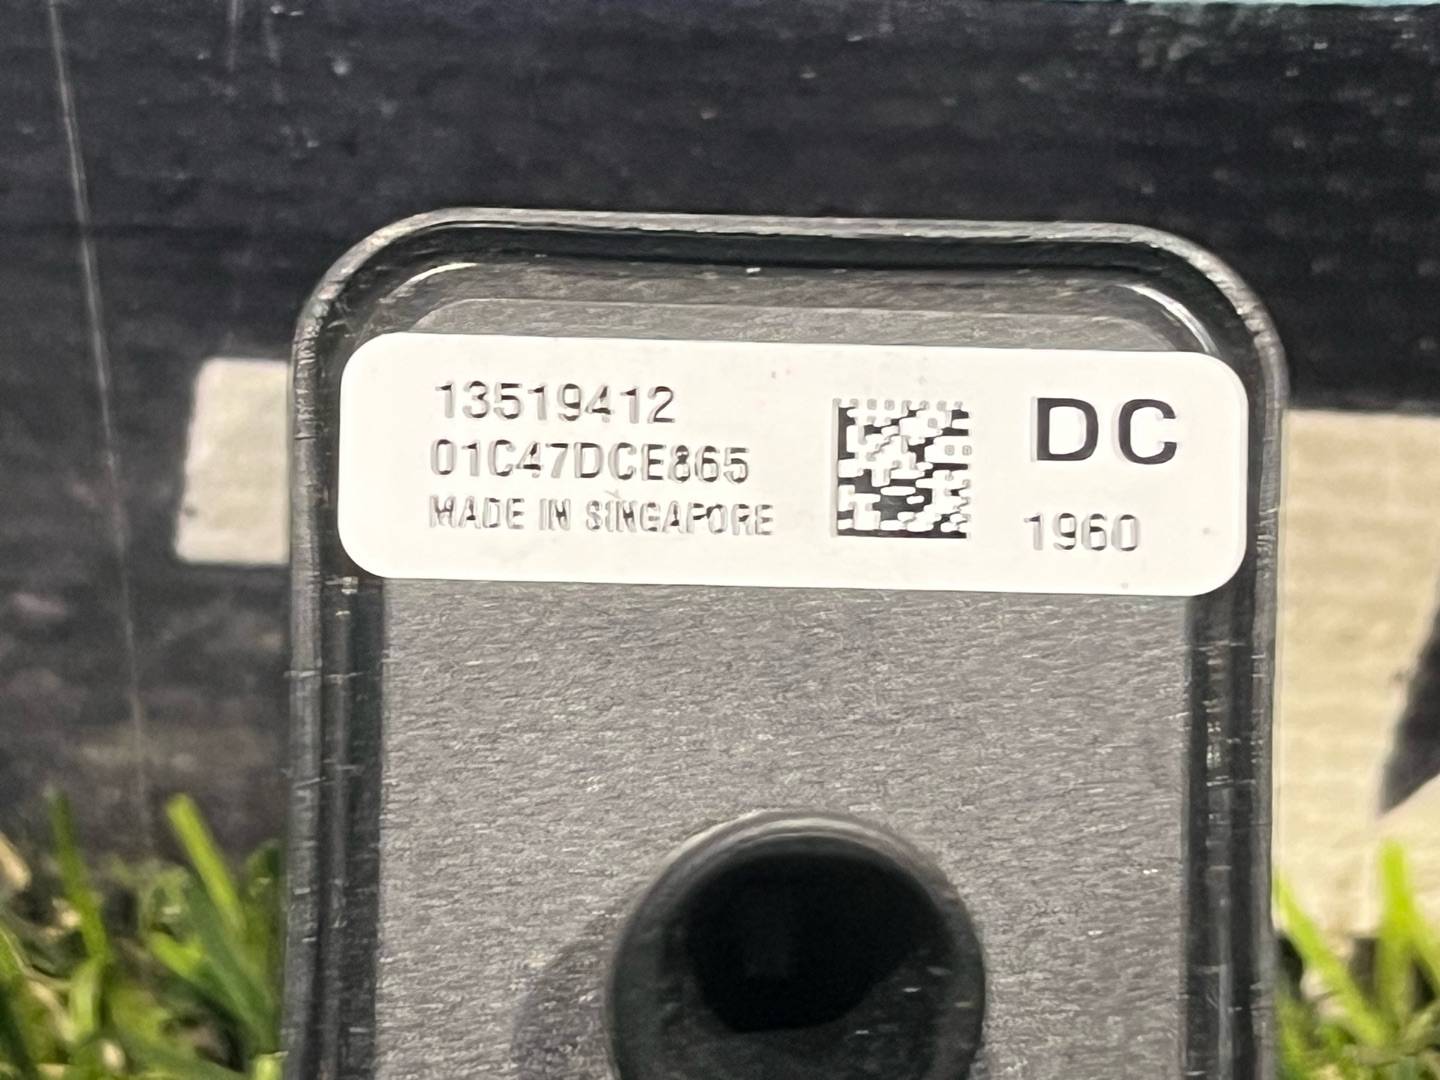 13519412
01C47DCE865
MADE IN SINGAPORE
DC
1960